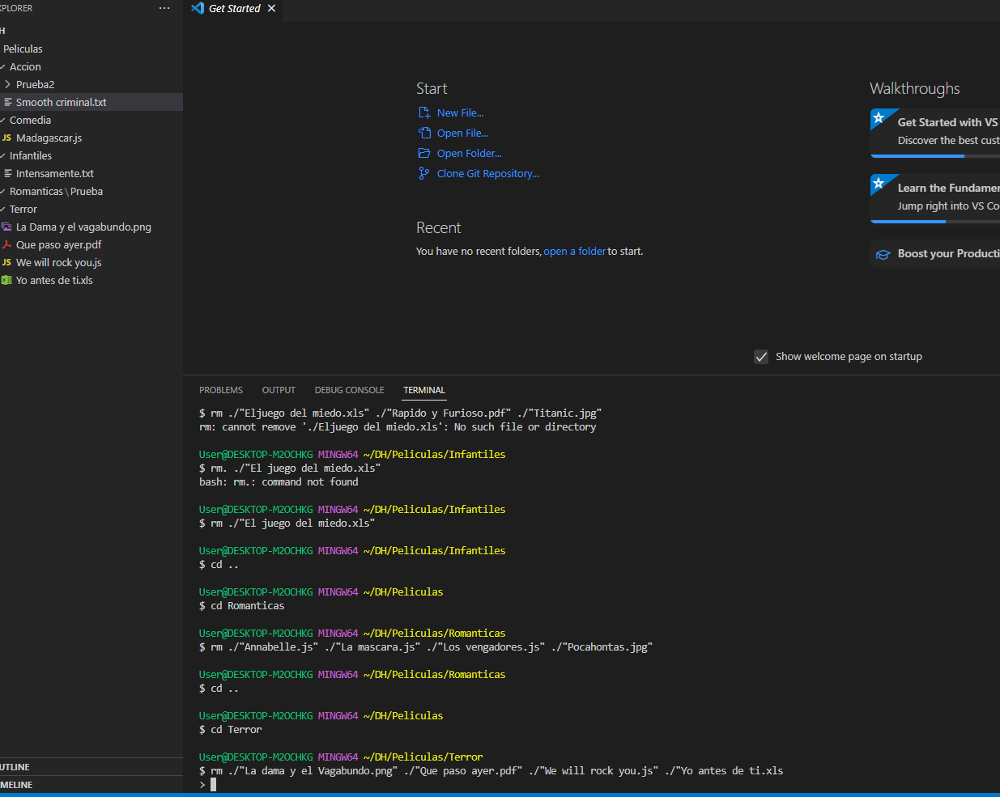 XPLORER ···
H
Peliculas
Accion
Prueba2
Smooth criminal.txt
Comedia
JS Madagascar.js
Infantiles
Intensamente.txt
Romanticas\Prueba
Terror
La Dama y el vagabundo.png
Que paso ayer.pdf
JS We will rock you.js
Yo antes de ti.xls
UTLINE
MELINE
Get Started
Start
New File...
Open File...
Open Folder...
Clone Git Repository...
Recent
You have no recent folders, open a folder to start.
Walkthroughs
Get Started with VS
Discover the best cust
Learn the Fundamen
Jump right into VS Co
Boost your Producti
Show welcome page on startup
PROBLEMS OUTPUT DEBUG CONSOLE TERMINAL
$ rm ./"Eljuego del miedo.xls" ./"Rapido y Furioso.pdf" ./"Titanic.jpg"
rm: cannot remove './Eljuego del miedo.xls': No such file or directory
User@DESKTOP-M2OCHKG MINGW64 ~/DH/Peliculas/Infantiles
$ rm. ./"El juego del miedo.xls"
bash: rm.: command not found
User@DESKTOP-M2OCHKG MINGW64 ~/DH/Peliculas/Infantiles
$ rm ./"El juego del miedo.xls"
User@DESKTOP-M2OCHKG MINGW64 ~/DH/Peliculas/Infantiles
$ cd ..
User@DESKTOP-M2OCHKG MINGW64 ~/DH/Peliculas
$ cd Romanticas
User@DESKTOP-M2OCHKG MINGW64 ~/DH/Peliculas/Romanticas
$ rm ./"Annabelle.js" ./"La mascara.js" ./"Los vengadores.js" ./"Pocahontas.jpg"
User@DESKTOP-M2OCHKG MINGW64 ~/DH/Peliculas/Romanticas
$ cd ..
User@DESKTOP-M2OCHKG MINGW64 ~/DH/Peliculas
$ cd Terror
User@DESKTOP-M2OCHKG MINGW64 ~/DH/Peliculas/Terror
$ rm ./"La dama y el Vagabundo.png" ./"Que paso ayer.pdf" ./"We will rock you.js" ./"Yo antes de ti.xls
>